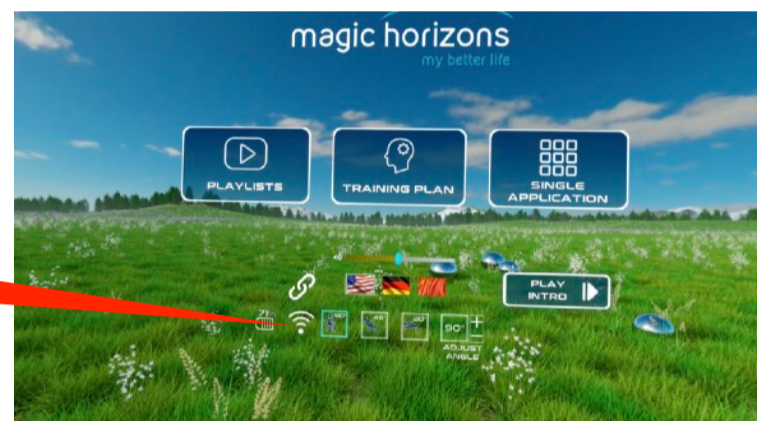 magic horizons
my better life
PLAYLISTS
TRAINING PLAN
SINGLE
APPLICATION
PLAY
INTRO
90°
ADJUST
ANGLE